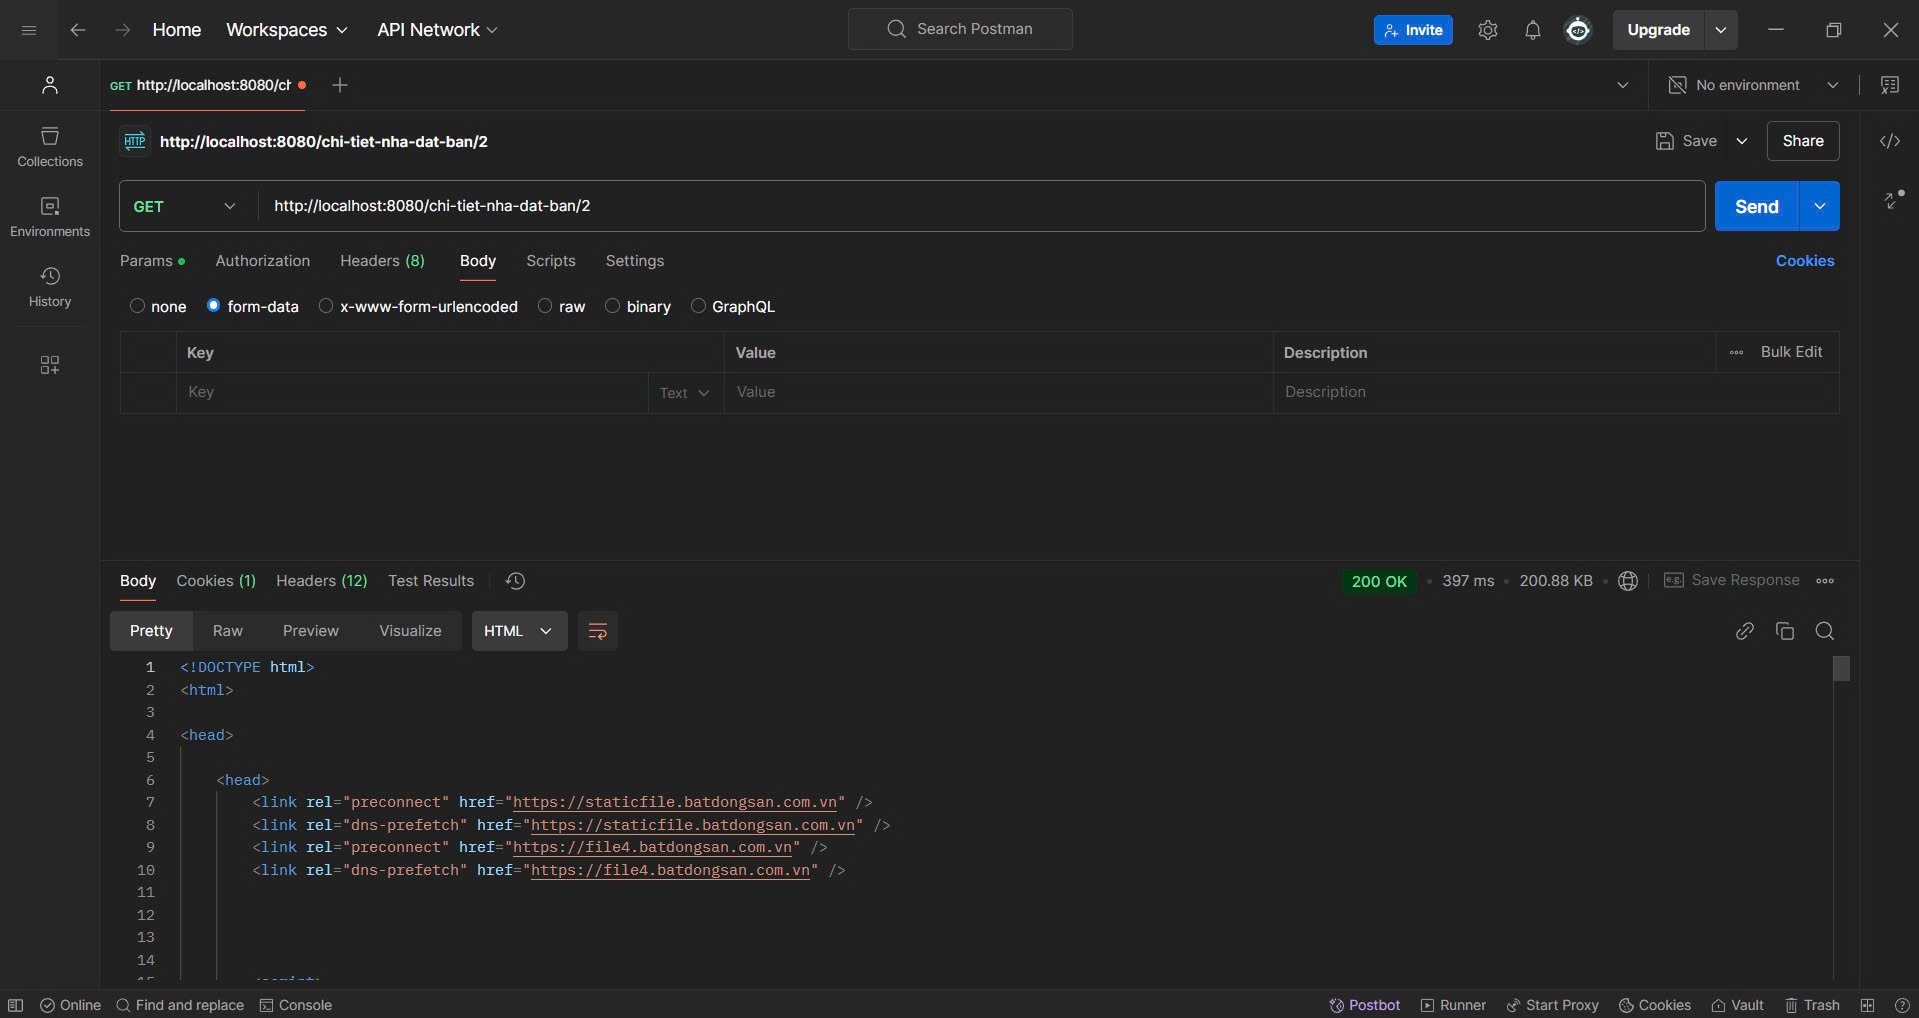 Home Workspaces API Network Search Postman Invite Upgrade
GET http://localhost:8080/ch No environment
HTTP http://localhost:8080/chi-tiet-nha-dat-ban/2 Save Share
Collections
GET http://localhost:8080/chi-tiet-nha-dat-ban/2 Send
Environments
Params Authorization Headers (8) Body Scripts Settings Cookies
History
none form-data x-www-form-urlencoded raw binary GraphQL
Key Value Description Bulk Edit
Key Text Value Description
Body Cookies (1) Headers (12) Test Results 200 OK 397 ms 200.88 KB e.g. Save Response
Pretty Raw Preview Visualize HTML
1 <!DOCTYPE html>
2 <html>
3
4 <head>
5
6 <head>
7 <link rel="preconnect" href="https://staticfile.batdongsan.com.vn" />
8 <link rel="dns-prefetch" href="https://staticfile.batdongsan.com.vn" />
9 <link rel="preconnect" href="https://file4.batdongsan.com.vn" />
10 <link rel="dns-prefetch" href="https://file4.batdongsan.com.vn" />
11
12
13
14
Online Find and replace Console Postbot Runner Start Proxy Cookies Vault Trash